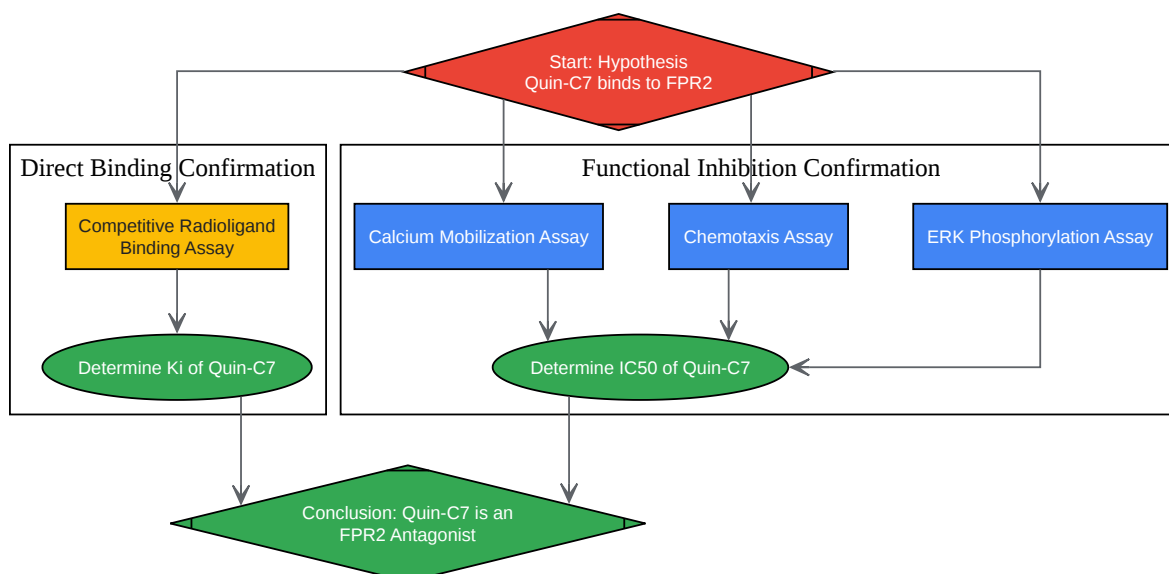 Start: Hypothesis
Quin-C7 binds to FPR2
Direct Binding Confirmation
Functional Inhibition Confirmation
Competitive Radioligand
Binding Assay
Calcium Mobilization Assay
Chemotaxis Assay
ERK Phosphorylation Assay
Determine Ki of Quin-C7
Determine IC50 of Quin-C7
Conclusion: Quin-C7 is an
FPR2 Antagonist